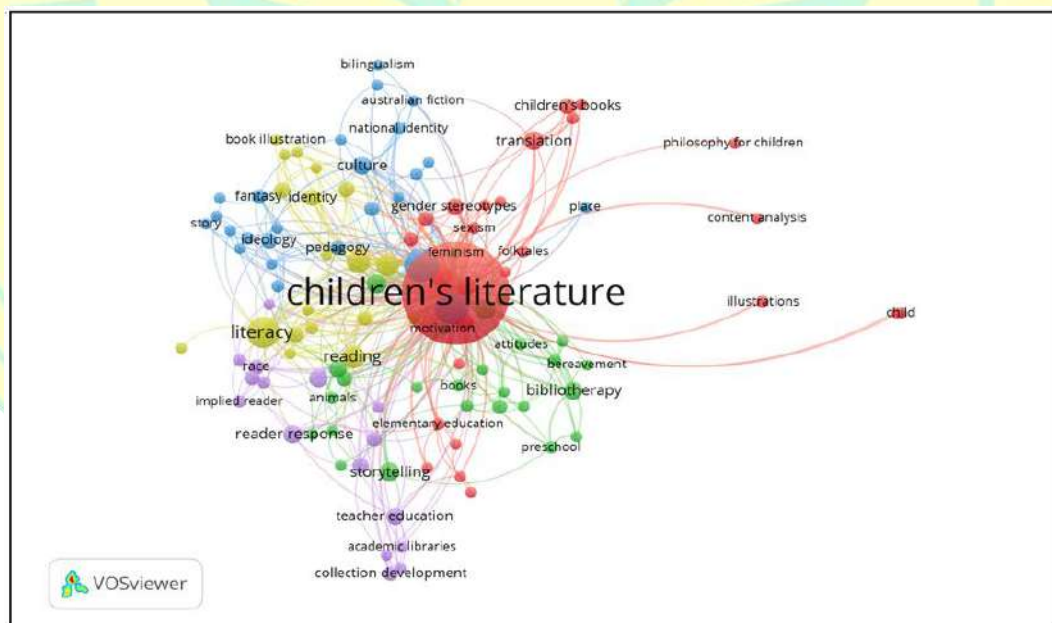 bilingualism
australian fiction
children's books
national identity
book illustration
translation
philosophy for children
culture
fantasy
identity
gender stereotypes
place
story
sexism
content analysis
ideology
pedagogy
feminism
folktales
children's literature
illustrations
child
literacy
motivation
reading
attitudes
race
bereavement
implied reader
animals
books
bibliotherapy
reader response
elementary education
preschool
storytelling
teacher education
academic libraries
collection development
VOSviewer